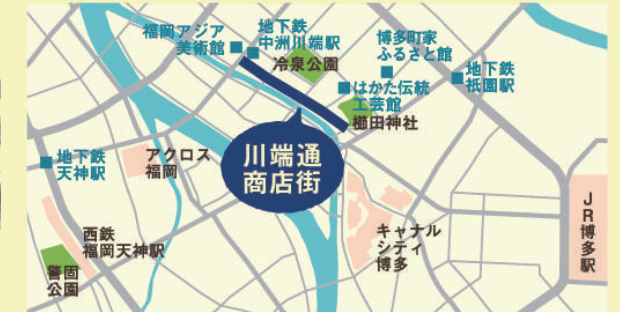 福岡アジア
美術館
地下鉄
中洲川端駅
冷泉公園
博多町家
ふるさと館
はかた伝統
工芸館
櫛田神社
地下鉄
祇園駅
地下鉄
天神駅
アクロス
福岡
川端通
商店街
西鉄
福岡天神駅
警固
公園
キャナル
シティ
博多
JR博多駅